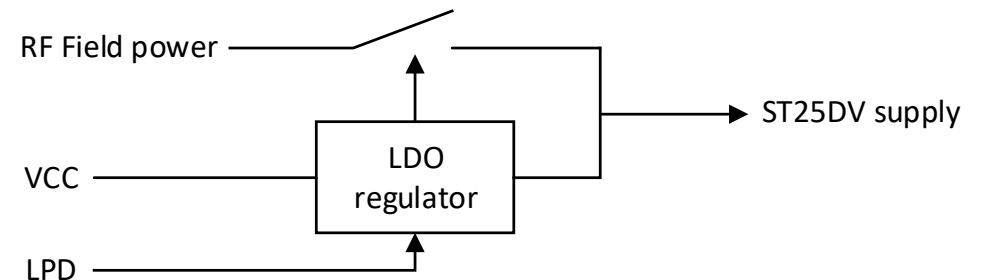 RF Field power
ST25DV supply
LDO
regulator
VCC
LPD